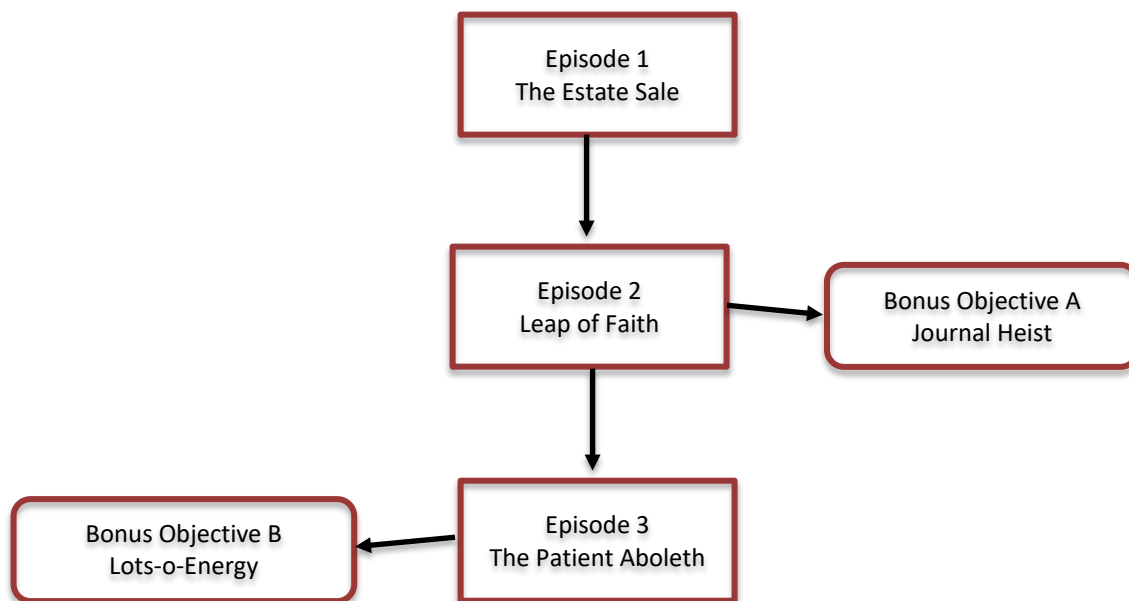 Episode 1
The Estate Sale
Episode 2
Leap of Faith
Bonus Objective A
Journal Heist
Episode 3
The Patient Aboleth
Bonus Objective B
Lots-o-Energy